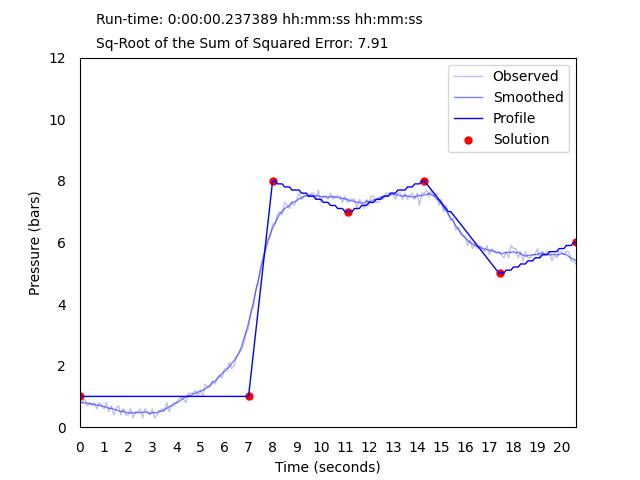 Run-time: 0:00:00.237389 hh:mm:ss hh:mm:ss
Sq-Root of the Sum of Squared Error: 7.91
12
10
8
6
4
2
0
Pressure (bars)
Observed
Smoothed
Profile
Solution
0 1 2 3 4 5 6 7 8 9 10 11 12 13 14 15 16 17 18 19 20
Time (seconds)